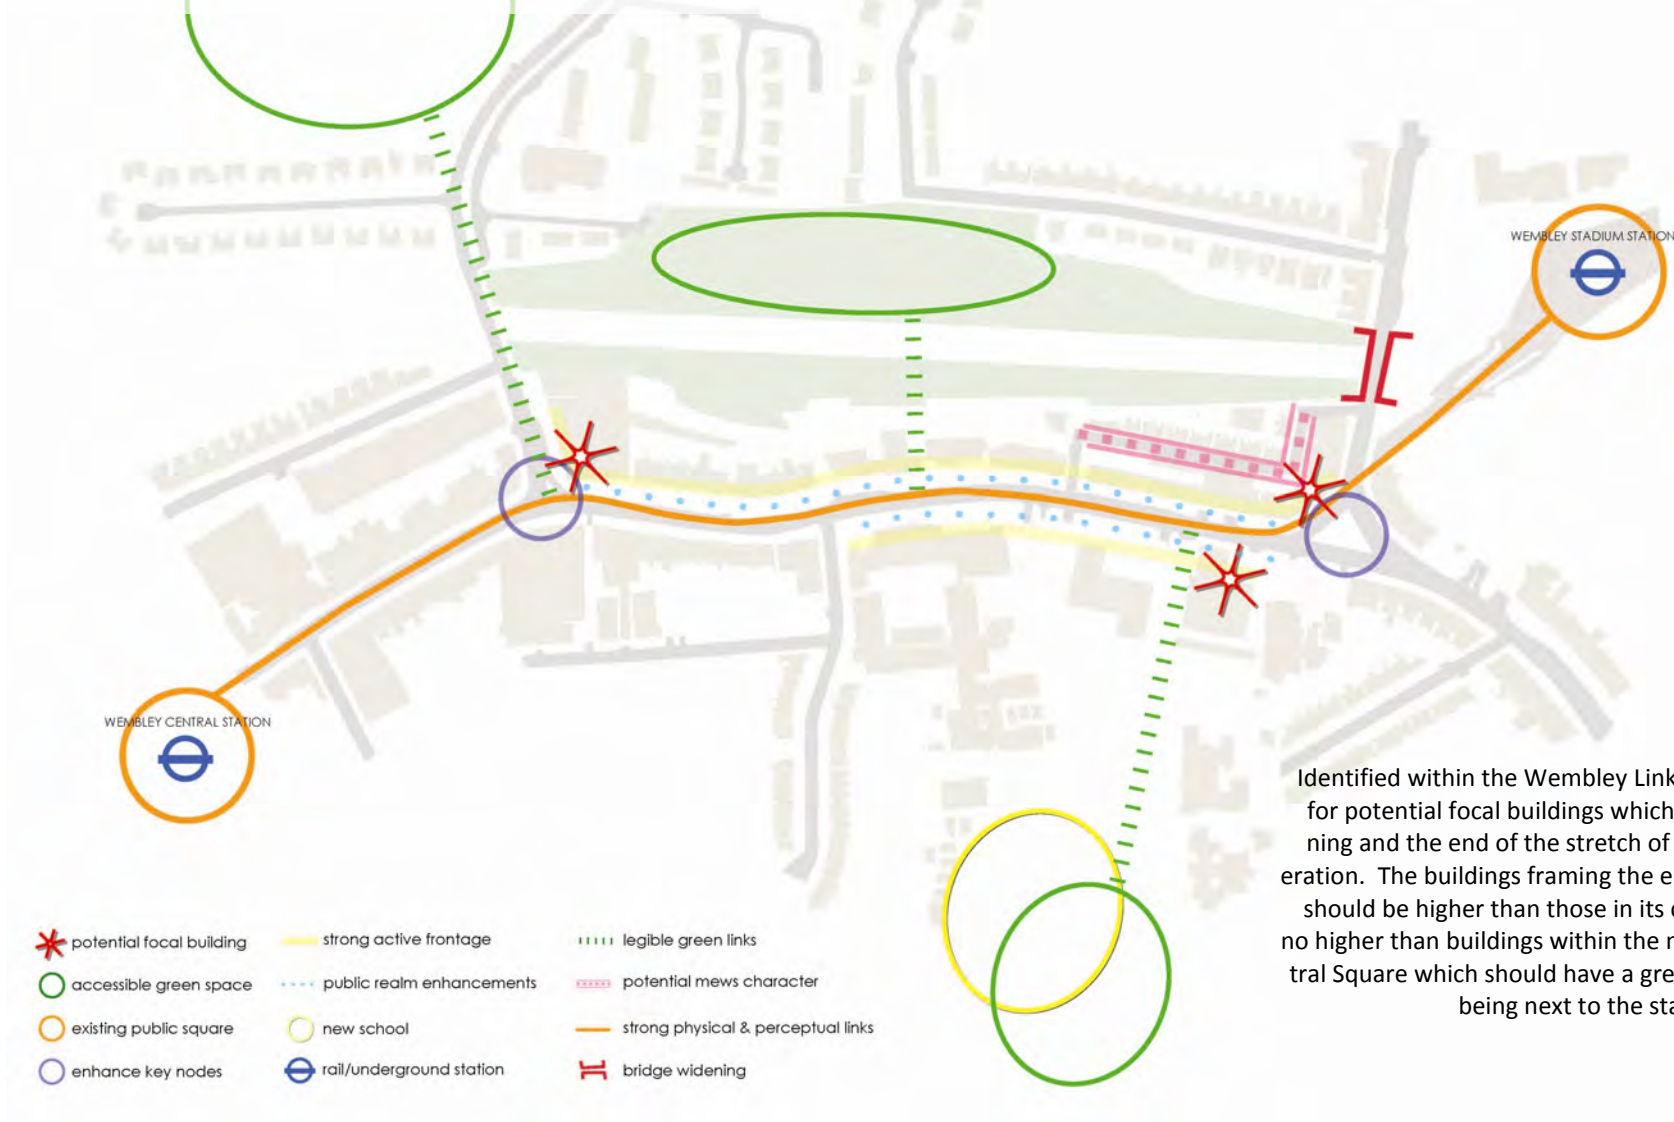 WEMBLEY STADIUM STATION
WEMBLEY CENTRAL STATION
Identified within the Wembley Link
for potential focal buildings which
ning and the end of the stretch of
eration. The buildings framing the e
should be higher than those in its
no higher than buildings within the
tral Square which should have a gre
being next to the sta
potential focal building
accessible green space
existing public square
enhance key nodes
strong active frontage
public realm enhancements
new school
rail/underground station
legible green links
potential mews character
strong physical & perceptual links
bridge widening